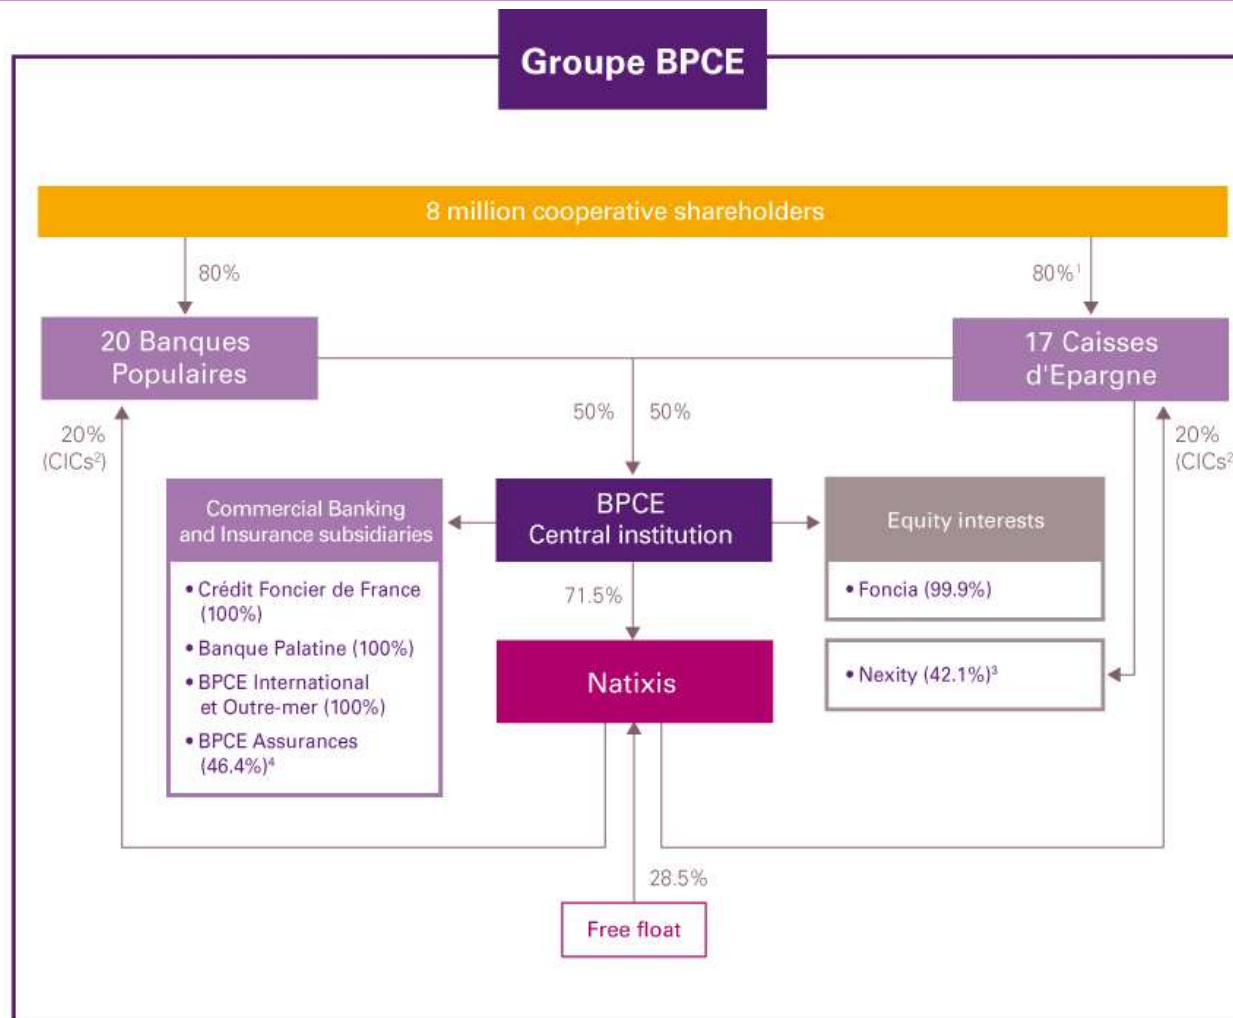 Groupe BPCE
8 million cooperative shareholders
80%
80%¹
20 Banques
Populaires
17 Caisses
d'Epargne
50%
50%
20%
(CICs²)
20%
(CICs²
Commercial Banking
and Insurance subsidiaries
BPCE
Central institution
Equity interests
• Crédit Foncier de France
(100%)
• Banque Palatine (100%)
• BPCE International
et Outre-mer (100%)
• BPCE Assurances
(46.4%)⁴
71.5%
• Foncia (99.9%)
Natixis
• Nexity (42.1%)³
28.5%
Free float